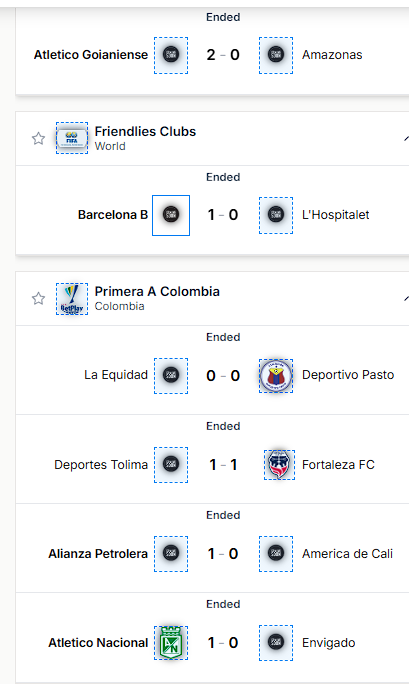 Ended
Atletico Goianiense 2 - 0 Amazonas
Friendlies Clubs
World
Ended
Barcelona B 1 - 0 L'Hospitalet
Primera A Colombia
Colombia
Ended
La Equidad 0 - 0 Deportivo Pasto
Ended
Deportes Tolima 1 - 1 Fortaleza FC
Ended
Alianza Petrolera 1 - 0 America de Cali
Ended
Atletico Nacional 1 - 0 Envigado